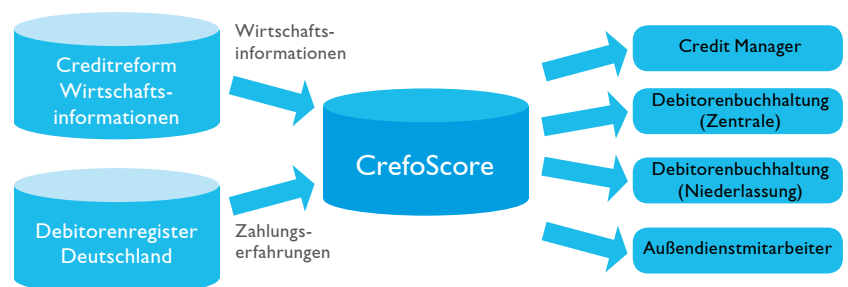 Creditreform
Wirtschafts-
informationen
Wirtschafts-
informationen
Debitorenregister
Deutschland
Zahlungs-
erfahrungen
CrefoScore
Credit Manager
Debitorenbuchhaltung
(Zentrale)
Debitorenbuchhaltung
(Niederlassung)
Außendienstmitarbeiter